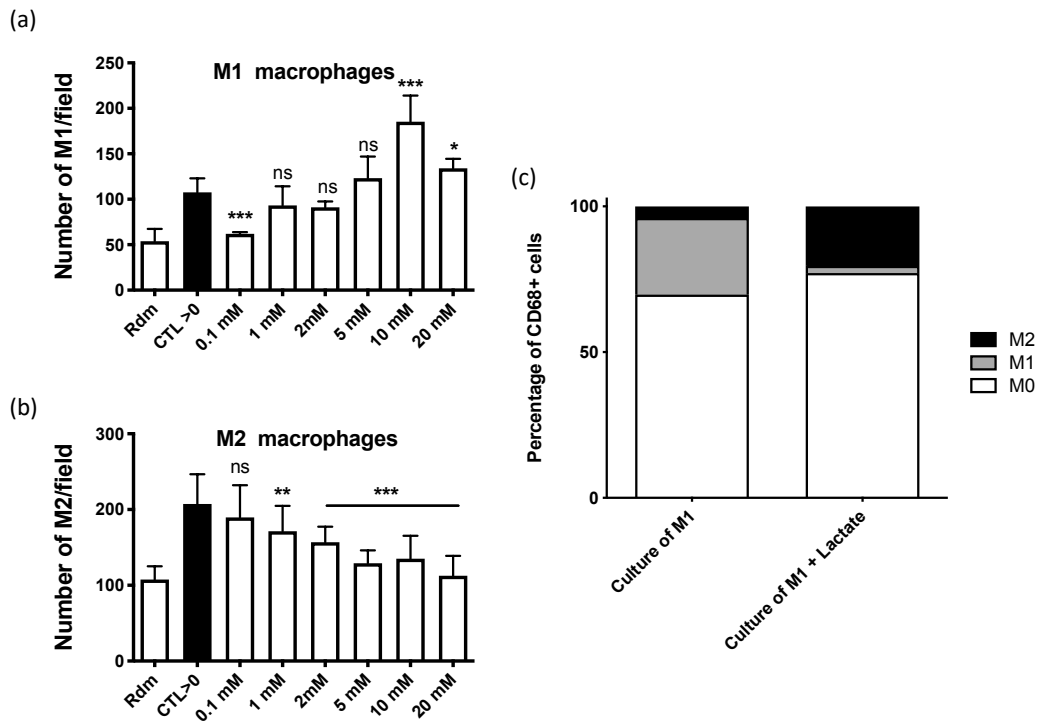 (a)
M1 macrophages
Number of M1/field
250
200
150
100
50
0
***
ns
ns
ns
***
*
Rdm
CTL >0
0.1 mM
1 mM
2mM
5 mM
10 mM
20 mM
(b)
M2 macrophages
Number of M2/field
300
200
100
0
ns
**
***
Rdm
CTL>0
0.1 mM
1 mM
2mM
5 mM
10 mM
20 mM
(c)
Percentage of CD68+ cells
100
50
0
Culture of M1
Culture of M1 + Lactate
M2
M1
M0